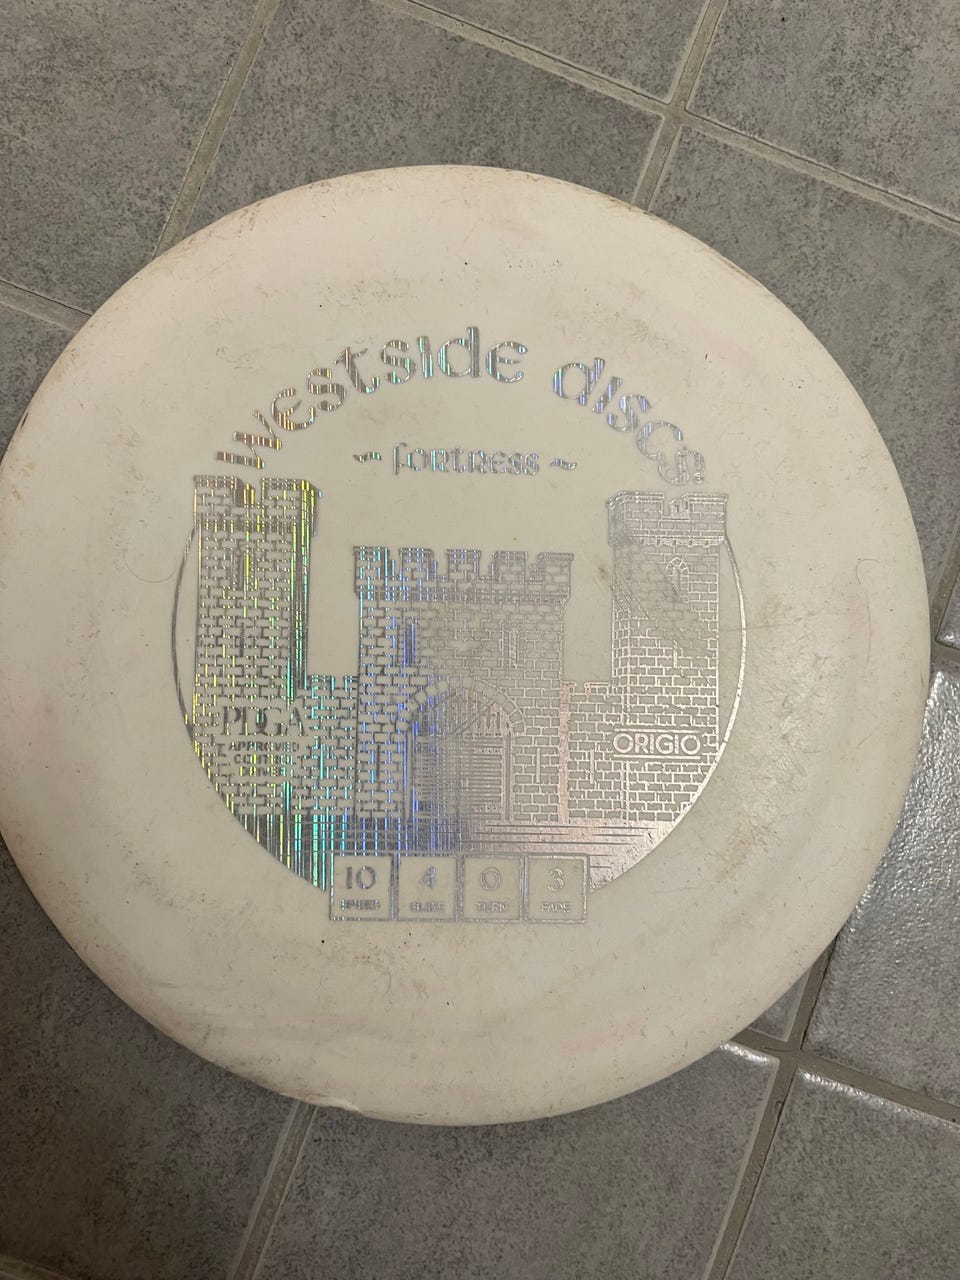 westside discs
~ fortress ~
PDGA
APPROVED
ORIGIO
10 4 0 3
SPEED GLIDE TURN FADE